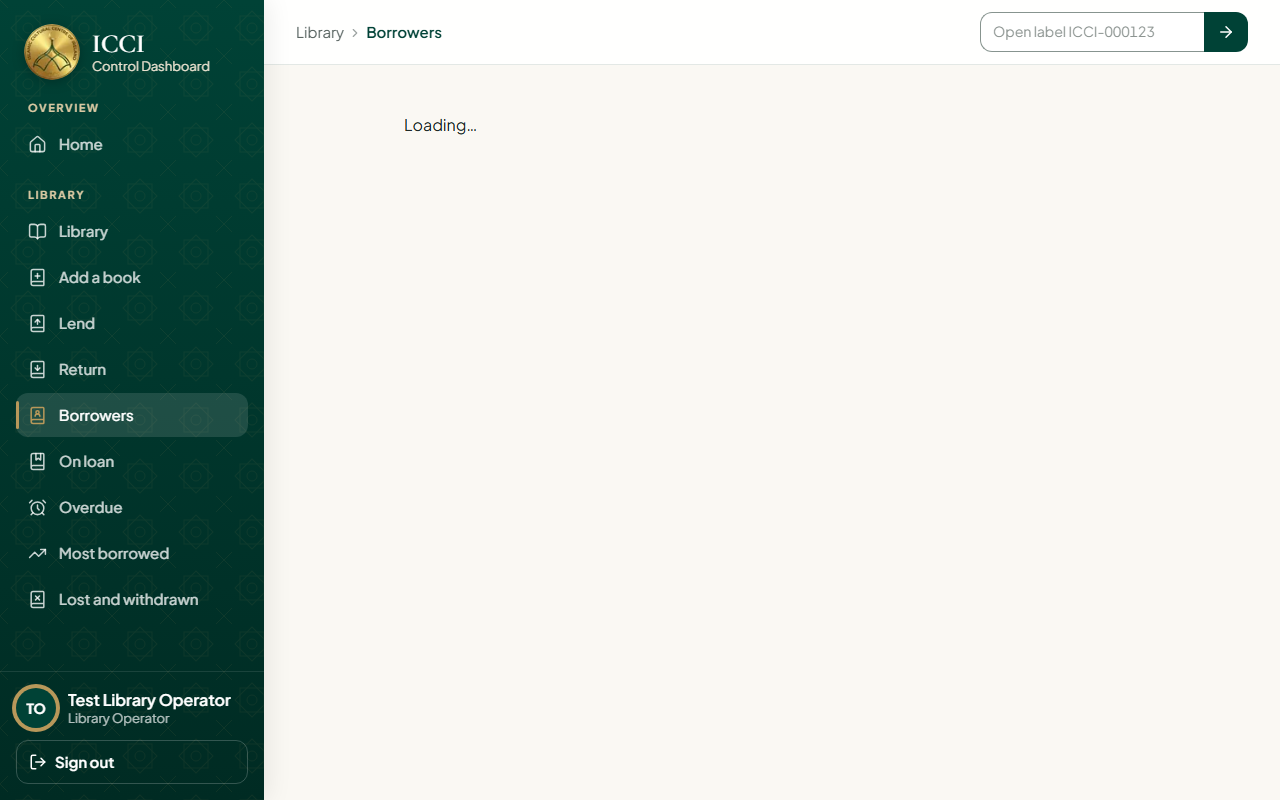 ICCI
Control Dashboard
OVERVIEW
Home
LIBRARY
Library
Add a book
Lend
Return
Borrowers
On loan
Overdue
Most borrowed
Lost and withdrawn
TO
Test Library Operator
Library Operator
Sign out
Library > Borrowers
Open label ICCI-000123
Loading…